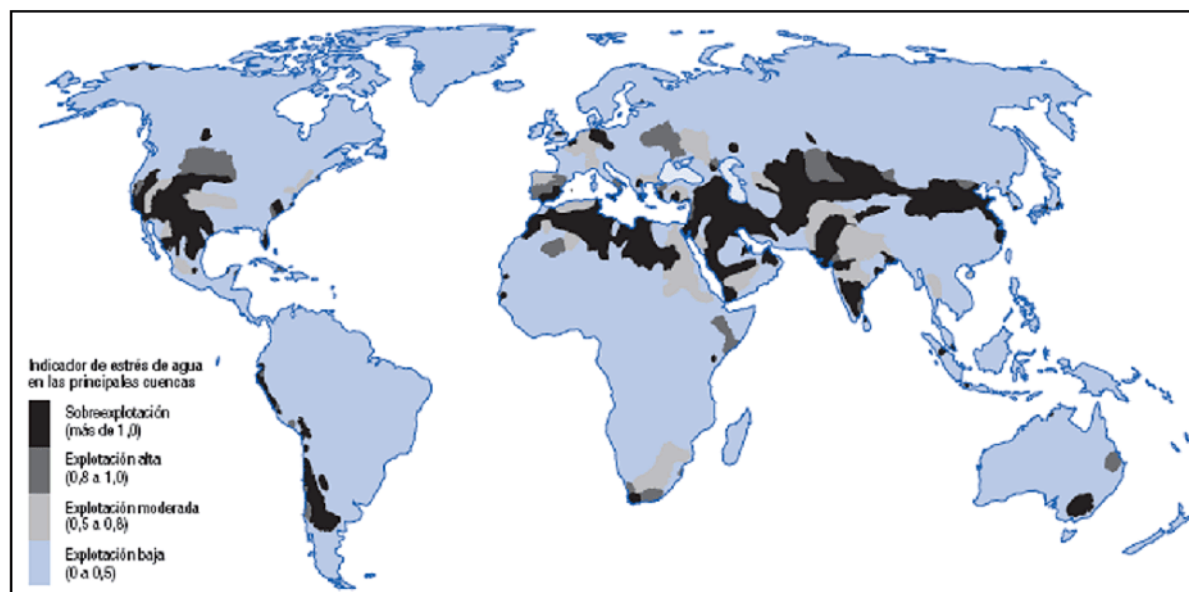 Indicador de estrés de agua
en las principales cuencas
Sobreexplotación
(más de 1,0)
Explotación alta
(0,8 a 1,0)
Explotación moderada
(0,5 a 0,8)
Explotación baja
(0 a 0,5)